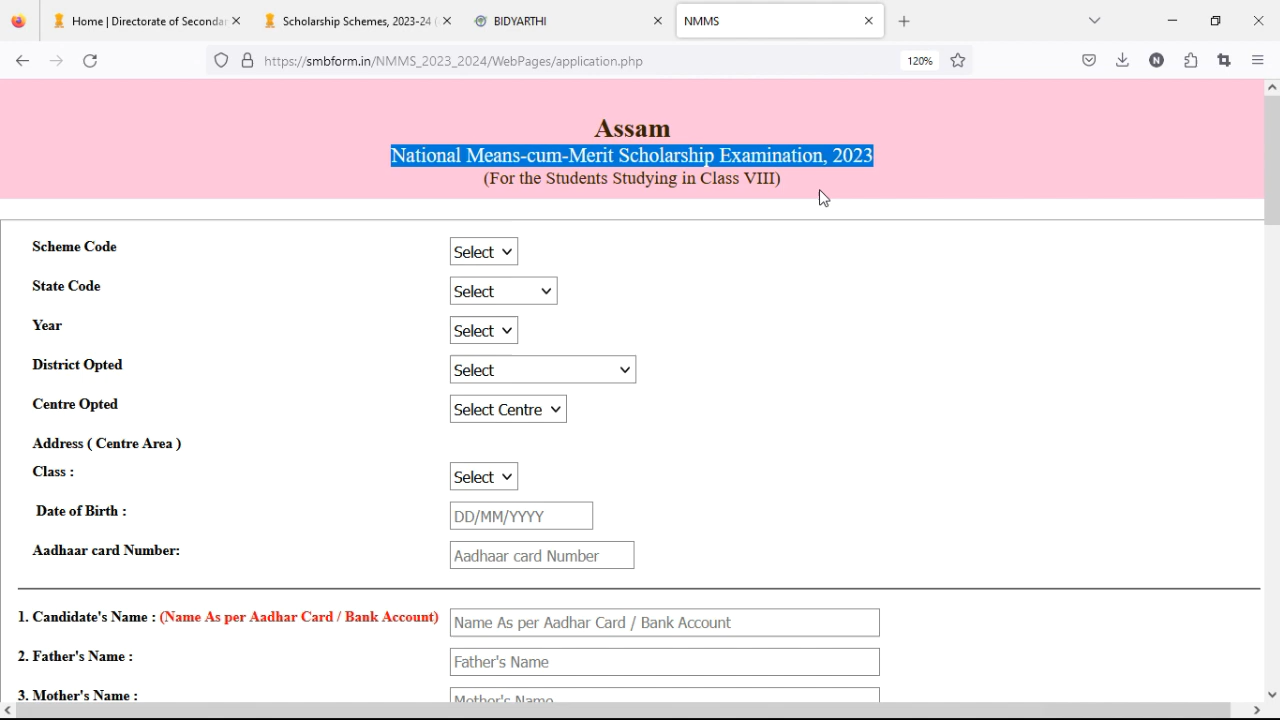 Home | Directorate of Seconda
Scholarship Schemes, 2023-24 (
BIDYARTHI
NMMS
https://smbform.in/NMMS_2023_2024/WebPages/application.php
120%
N
Assam
National Means-cum-Merit Scholarship Examination, 2023
(For the Students Studying in Class VIII)
Scheme Code Select
State Code Select
Year Select
District Opted Select
Centre Opted Select Centre
Address ( Centre Area )
Class : Select
Date of Birth : DD/MM/YYYY
Aadhaar card Number: Aadhaar card Number
1. Candidate's Name : (Name As per Aadhar Card / Bank Account) Name As per Aadhar Card / Bank Account
2. Father's Name : Father's Name
3. Mother's Name : Mother's Name